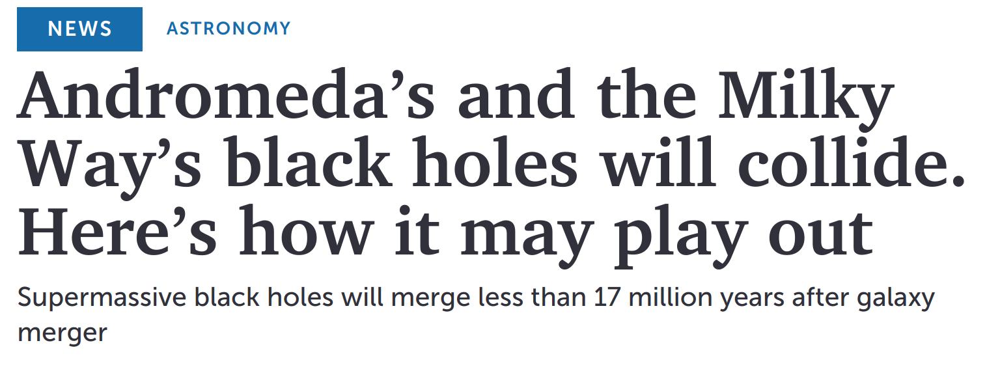 NEWS ASTRONOMY
Andromeda’s and the Milky
Way’s black holes will collide.
Here’s how it may play out
Supermassive black holes will merge less than 17 million years after galaxy
merger